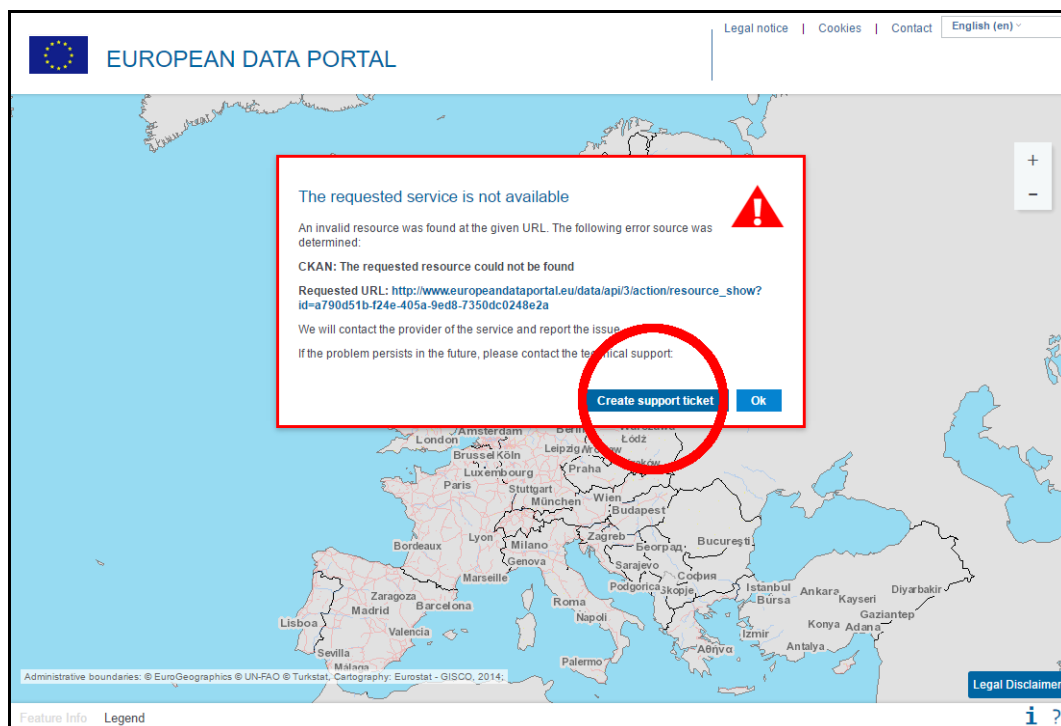 Legal notice | Cookies | Contact English (en)
EUROPEAN DATA PORTAL
+
−
The requested service is not available
An invalid resource was found at the given URL. The following error source was
determined:
CKAN: The requested resource could not be found
Requested URL: http://www.europeandataportal.eu/data/api/3/action/resource_show?
id=a790d51b-f24e-405a-9ed8-7350dc0248e2a
We will contact the provider of the service and report the issue.
If the problem persists in the future, please contact the technical support:
Create support ticket Ok
Amsterdam
London
Łódź
Brussel Köln
Leipzig
Luxembourg
Praha
Paris
Stuttgart
München
Wien
Budapest
Bordeaux
Lyon
Milano
Zagreb
Београд
București
Genova
Sarajevo
Marseille
Podgorica
София
Skopje
Zaragoza
Madrid
Barcelona
Roma
Napoli
Istanbul
Bursa
Ankara
Kayseri
Diyarbakir
Gaziantep
Lisboa
Valencia
Konya
Adana
Izmir
Sevilla
Αθήνα
Antalya
Málaga
Palermo
Administrative boundaries: © EuroGeographics © UN-FAO © Turkstat, Cartography: Eurostat - GISCO, 2014;
Legal Disclaimer
Feature Info Legend
i ?